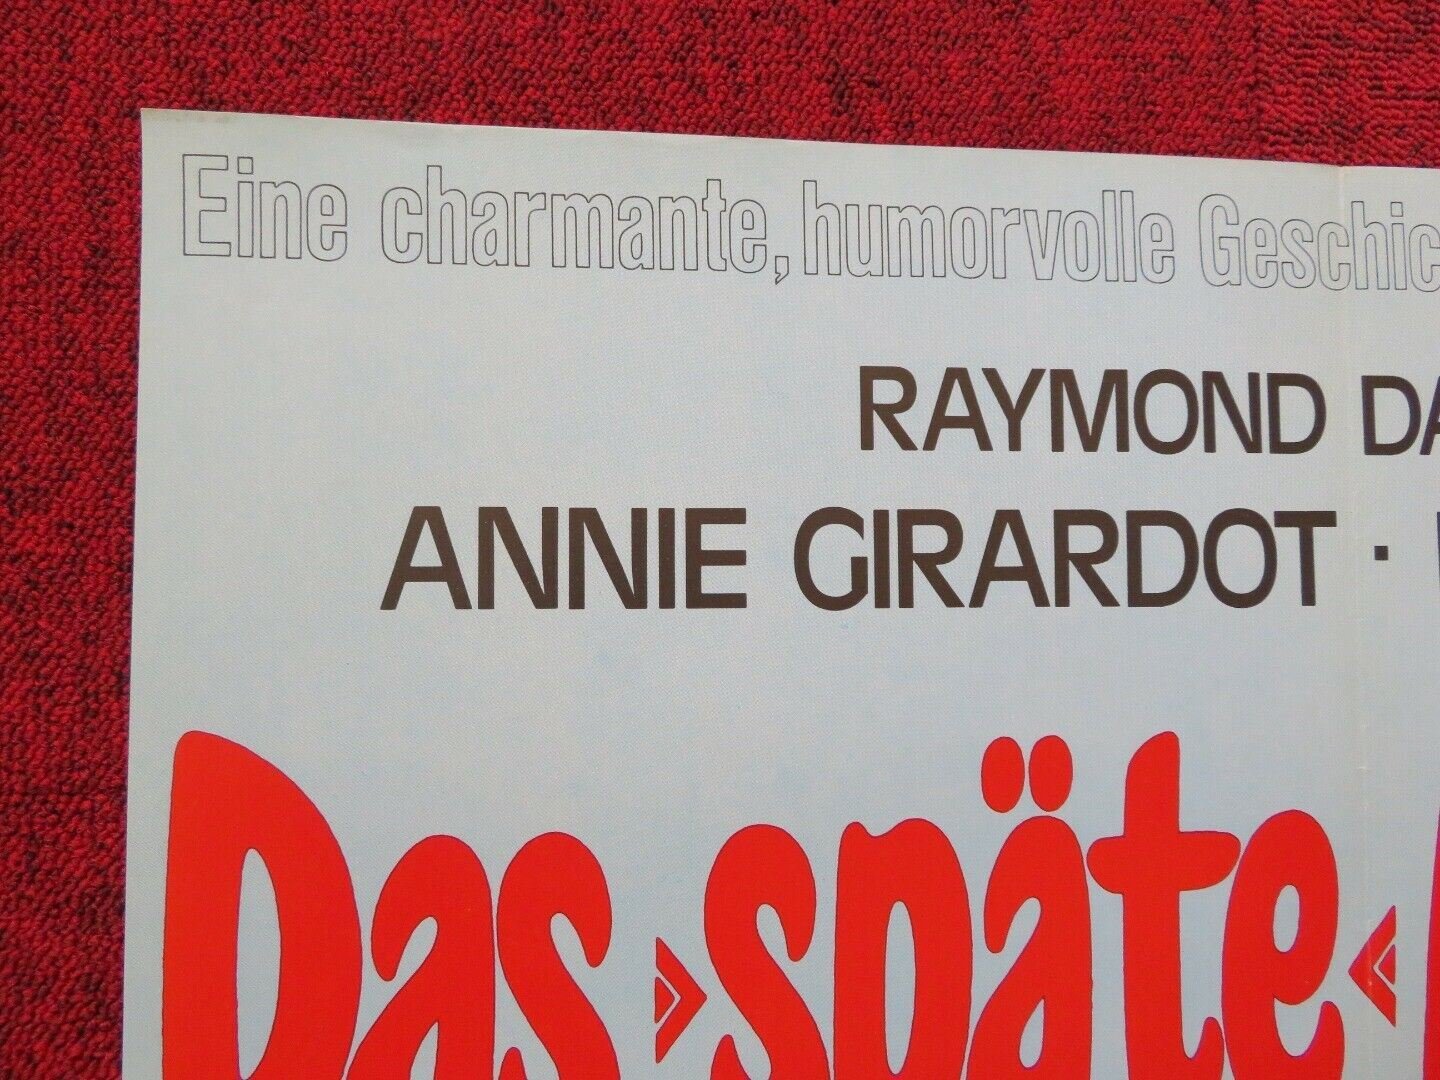 Eine charmante, humorvolle Geschic
RAYMOND DA
ANNIE GIRARDOT ·
Das »späte«